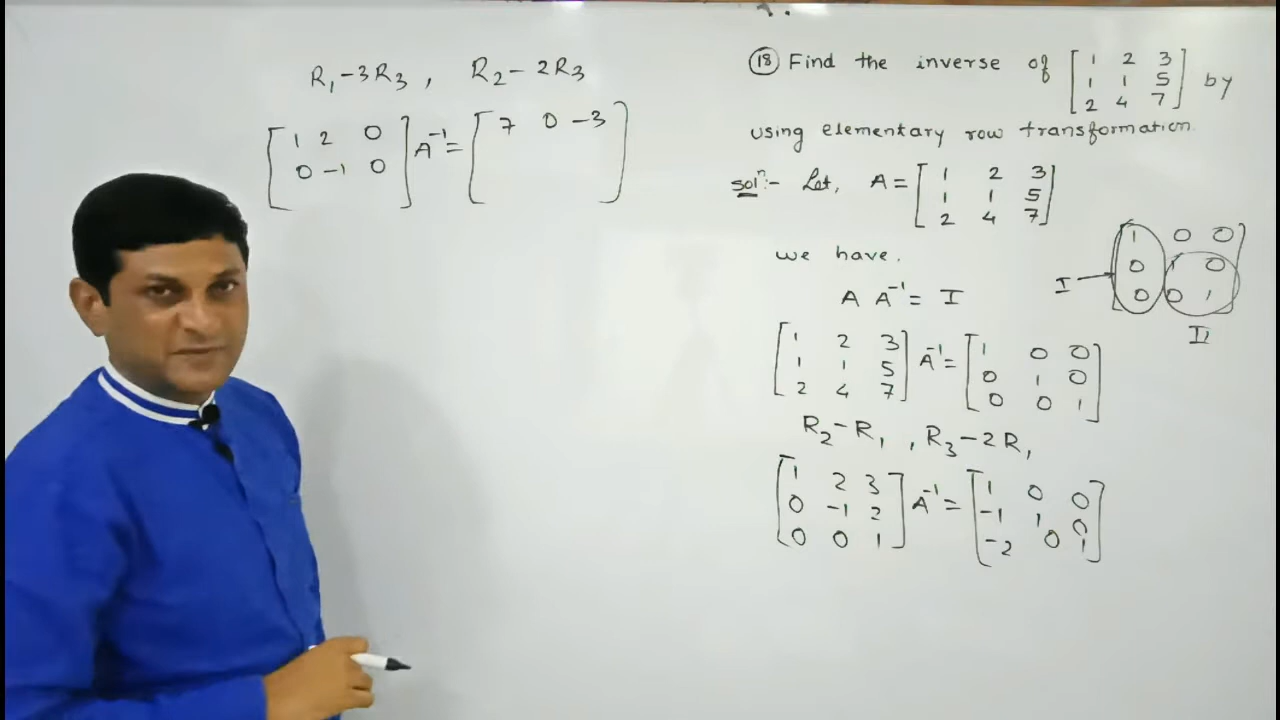 ⑱ Find the inverse of [1 2 3
1 1 5
2 4 7] by
using elementary row transformation.
Solⁿ:- Let, A = [1 2 3
1 1 5
2 4 7]
we have.
A A⁻¹ = I
[1 2 3
1 1 5
2 4 7] A⁻¹ = [1 0 0
0 1 0
0 0 1]
R₂-R₁ , R₃-2R₁
[1 2 3
0 -1 2
0 0 1] A⁻¹ = [1 0 0
-1 1 0
-2 0 1]
[1 0 0
0 1 0
0 0 1]
I
II
R₁-3R₃ , R₂-2R₃
[1 2 0
0 -1 0] A⁻¹ = [7 0 -3]